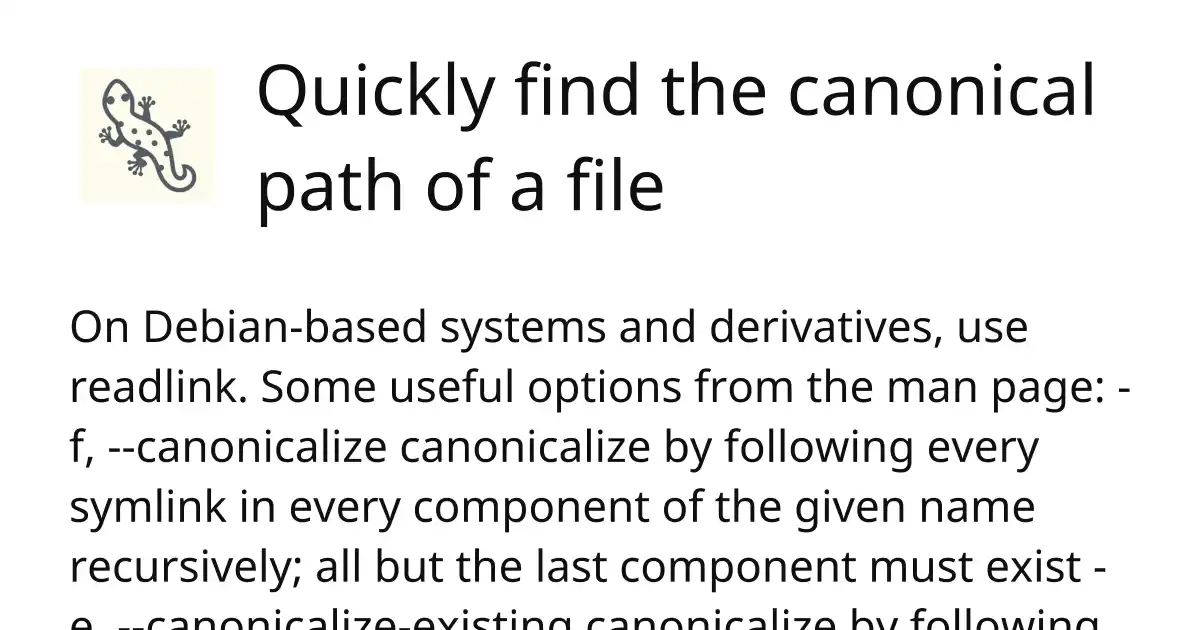 Quickly find the canonical
path of a file
On Debian-based systems and derivatives, use
readlink. Some useful options from the man page: -
f, --canonicalize canonicalize by following every
symlink in every component of the given name
recursively; all but the last component must exist -
e, --canonicalize-existing canonicalize by following